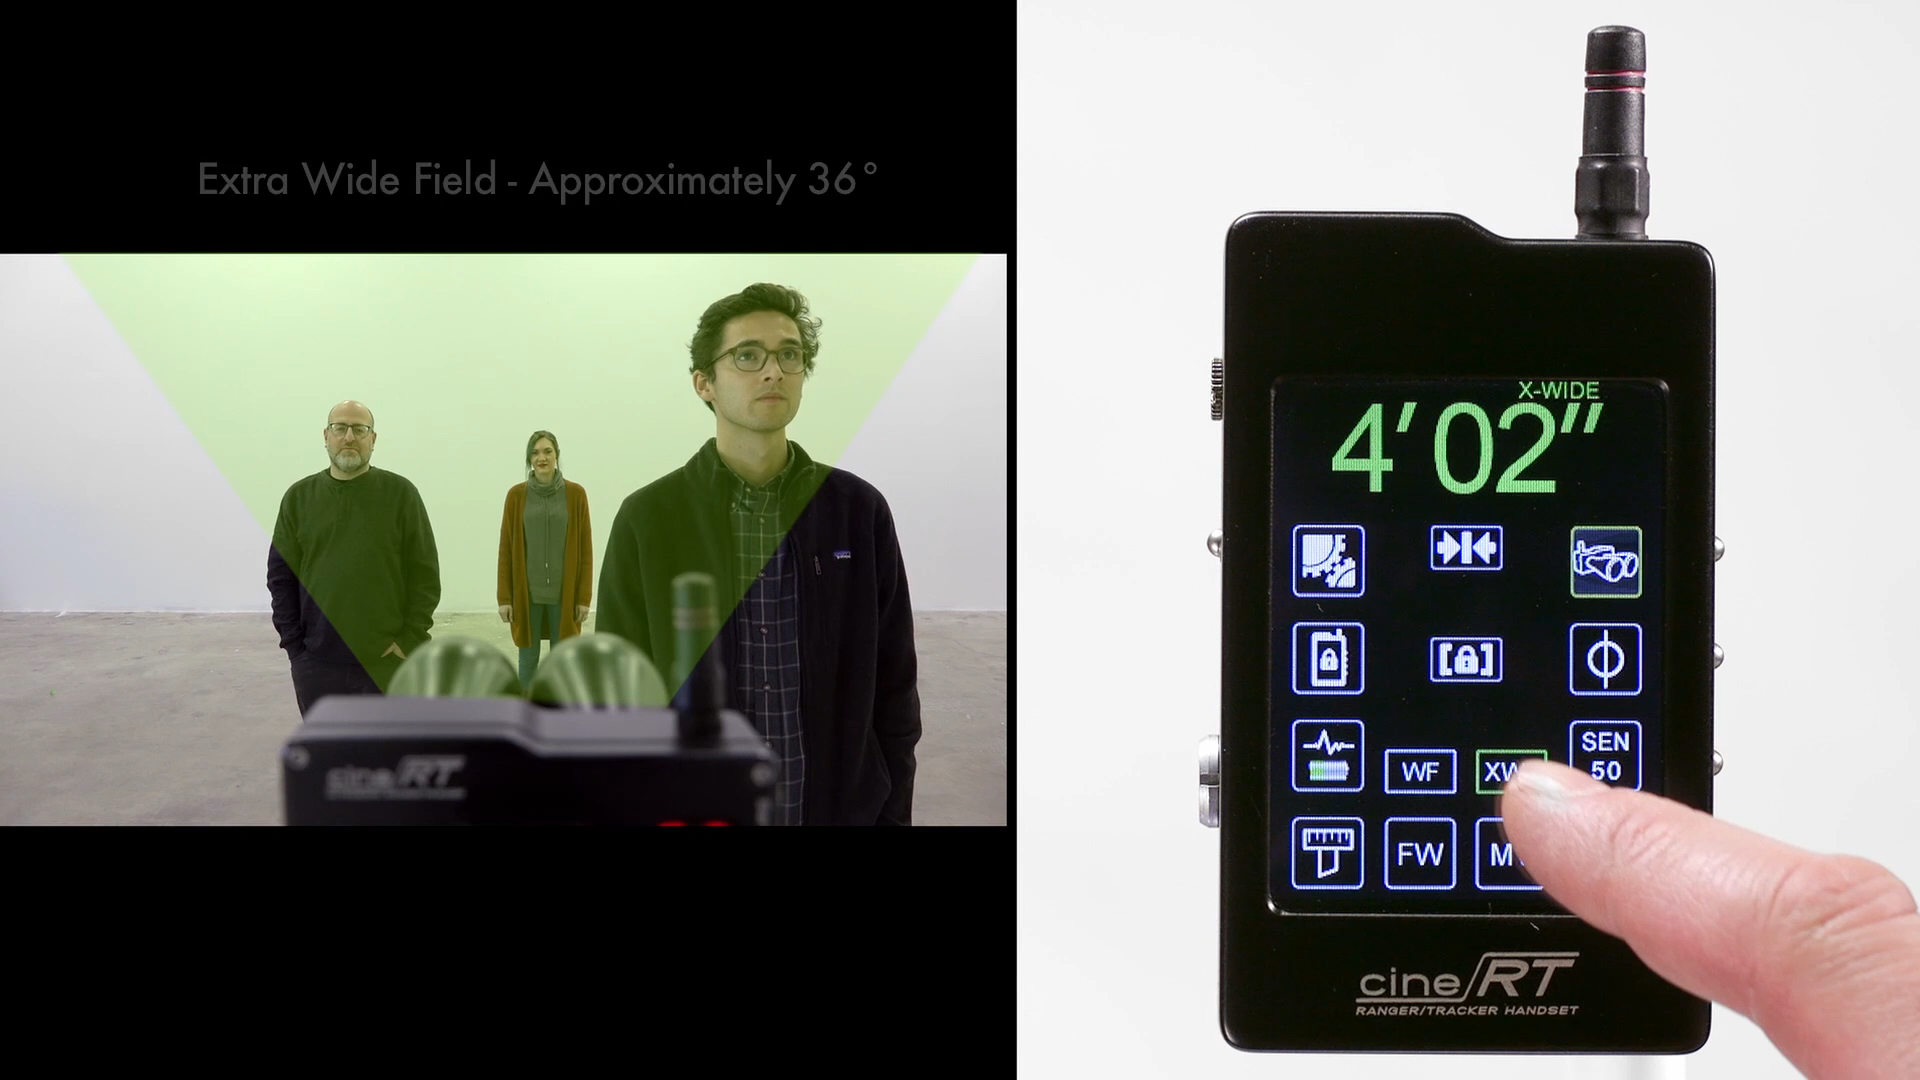 Extra Wide Field - Approximately 36°
cine RT
X-WIDE
4' 02"
SEN
50
WF
FW
cine RT
RANGER/TRACKER HANDSET